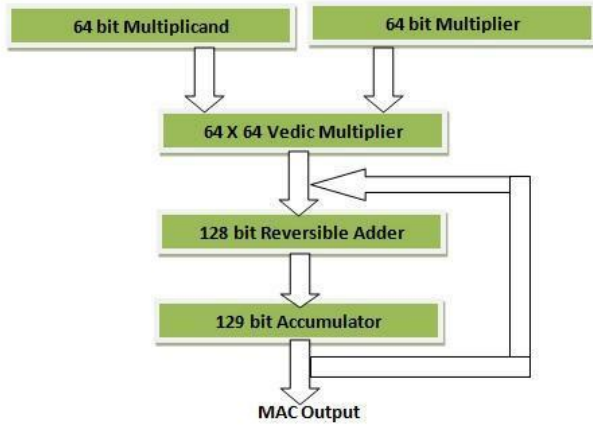 64 bit Multiplicand
64 bit Multiplier
64 X 64 Vedic Multiplier
128 bit Reversible Adder
129 bit Accumulator
MAC Output